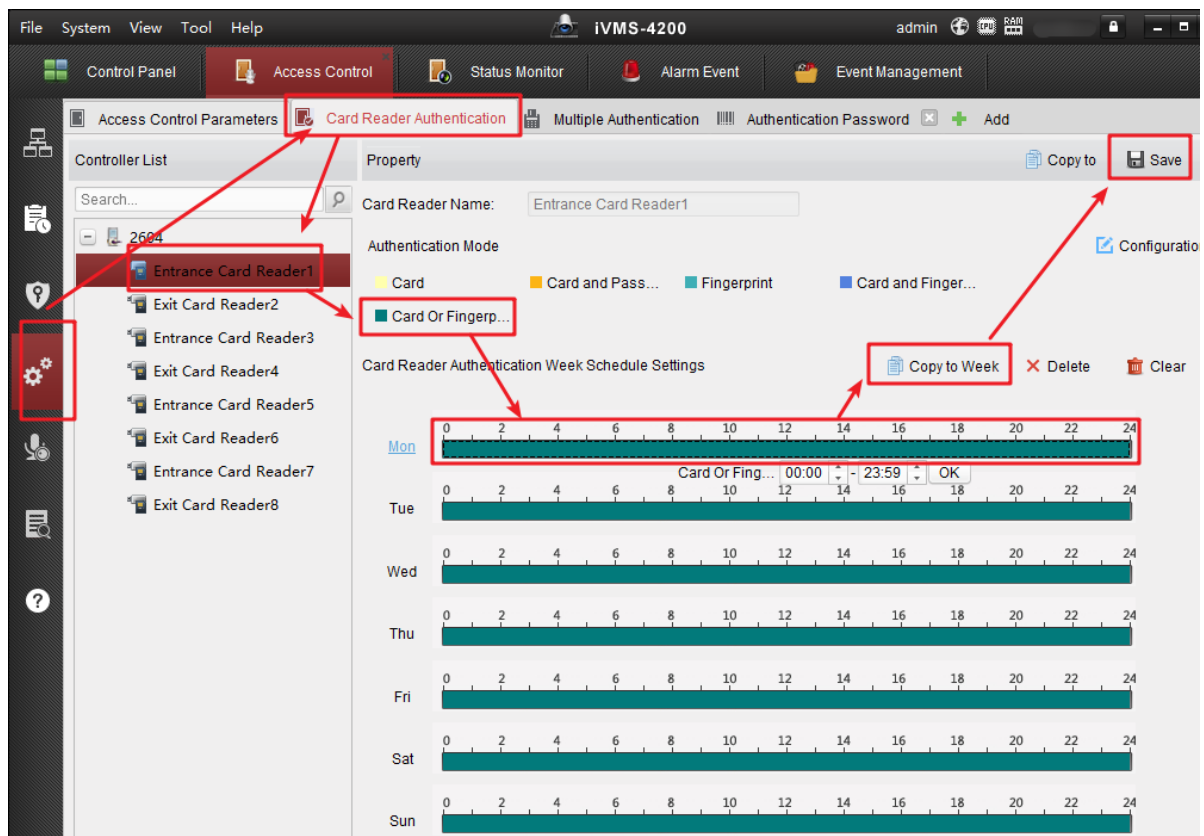 File System View Tool Help iVMS-4200 admin CPU RAM
Control Panel Access Control Status Monitor Alarm Event Event Management
Access Control Parameters Card Reader Authentication Multiple Authentication Authentication Password Add
Controller List Property Copy to Save
Search... Card Reader Name: Entrance Card Reader1
2604
Authentication Mode Configuratio
Entrance Card Reader1 Card Card and Pass... Fingerprint Card and Finger...
Exit Card Reader2 Card Or Fingerp...
Entrance Card Reader3
Exit Card Reader4 Card Reader Authentication Week Schedule Settings Copy to Week Delete Clear
Entrance Card Reader5
Exit Card Reader6
Entrance Card Reader7
Exit Card Reader8
0 2 4 6 8 10 12 14 16 18 20 22 24
Mon
Card Or Fing... 00:00 - 23:59 OK
0 2 4 6 8 10 12 14 16 18 20 22 24
Tue
0 2 4 6 8 10 12 14 16 18 20 22 24
Wed
0 2 4 6 8 10 12 14 16 18 20 22 24
Thu
0 2 4 6 8 10 12 14 16 18 20 22 24
Fri
0 2 4 6 8 10 12 14 16 18 20 22 24
Sat
0 2 4 6 8 10 12 14 16 18 20 22 24
Sun